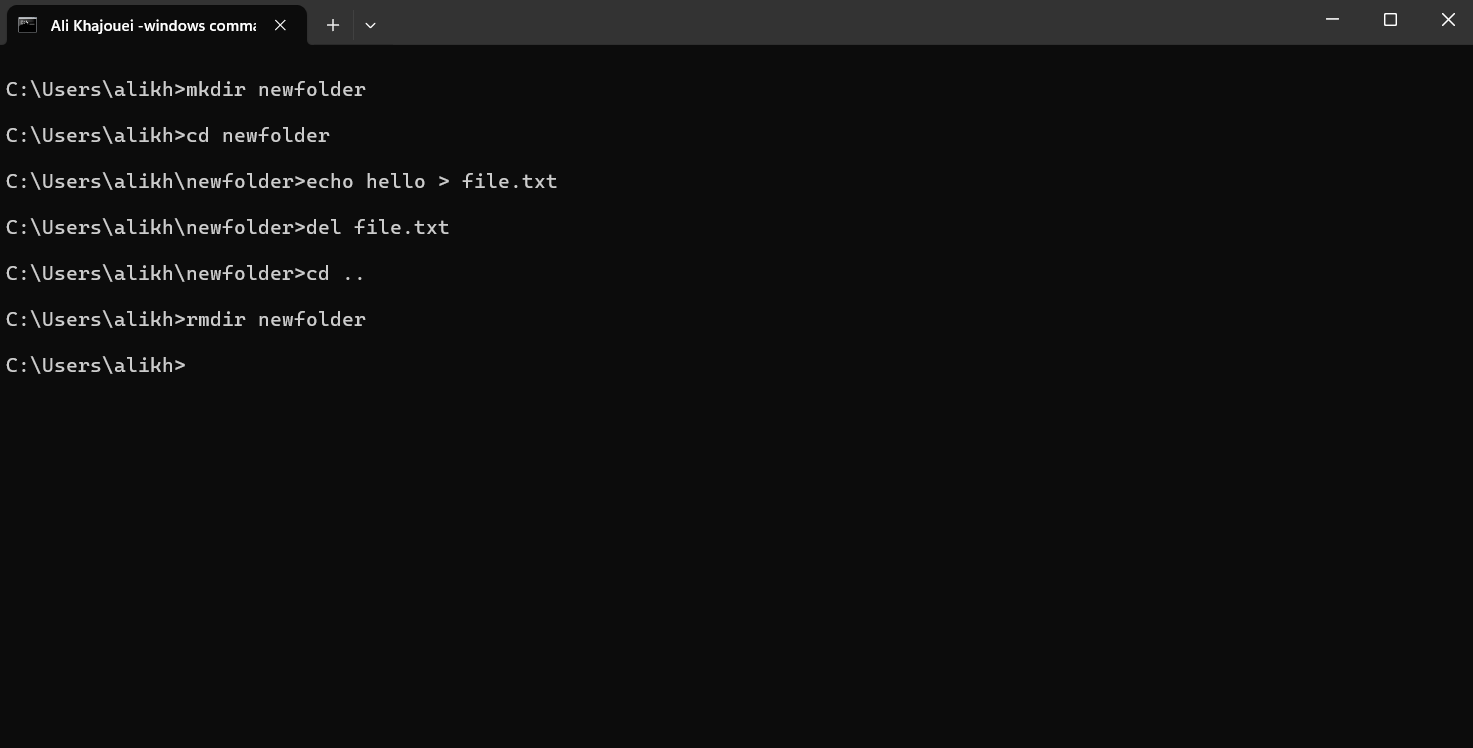 Ali Khajouei -windows comma
C:\Users\alikh>mkdir newfolder
C:\Users\alikh>cd newfolder
C:\Users\alikh\newfolder>echo hello > file.txt
C:\Users\alikh\newfolder>del file.txt
C:\Users\alikh\newfolder>cd ..
C:\Users\alikh>rmdir newfolder
C:\Users\alikh>